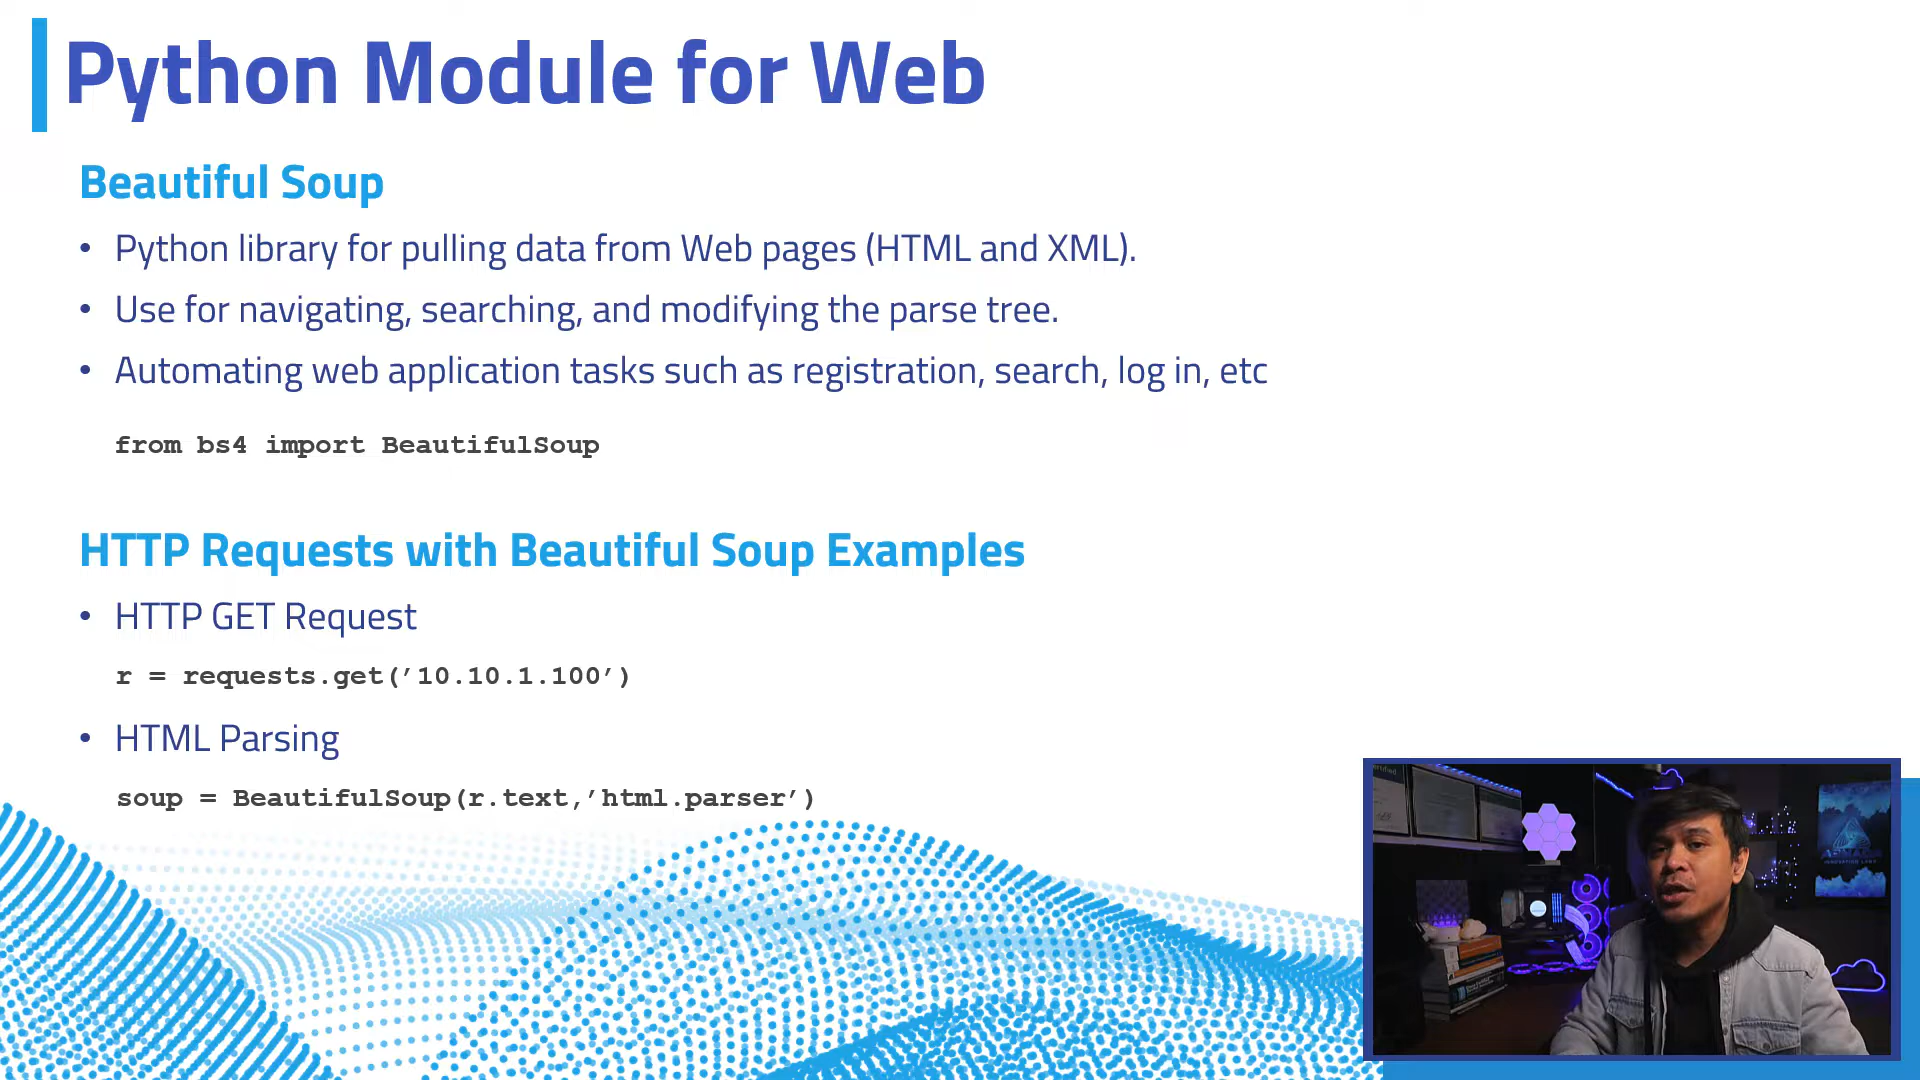 Python Module for Web
Beautiful Soup
• Python library for pulling data from Web pages (HTML and XML).
• Use for navigating, searching, and modifying the parse tree.
• Automating web application tasks such as registration, search, log in, etc
from bs4 import BeautifulSoup
HTTP Requests with Beautiful Soup Examples
• HTTP GET Request
r = requests.get(’10.10.1.100’)
• HTML Parsing
soup = BeautifulSoup(r.text,’html.parser’)